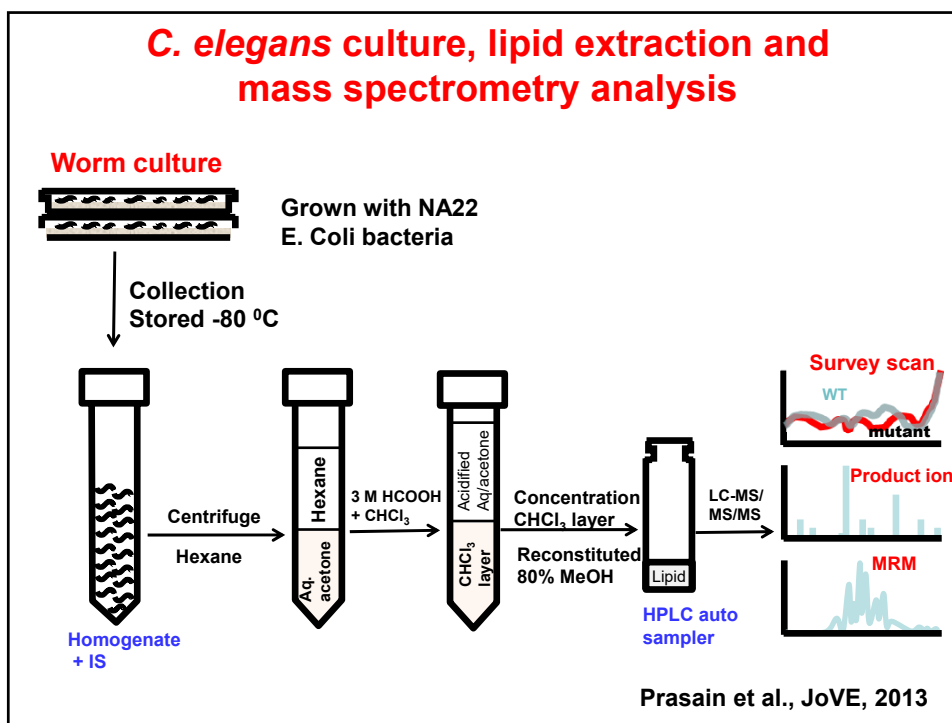 C. elegans culture, lipid extraction and
mass spectrometry analysis
Worm culture
Grown with NA22
E. Coli bacteria
Collection
Stored -80 ⁰C
Homogenate
+ IS
Centrifuge
Hexane
Hexane
Aq.
acetone
3 M HCOOH
+ CHCl₃
Acidified
Aq/acetone
CHCl₃
layer
Concentration
CHCl₃ layer
Reconstituted
80% MeOH
Lipid
HPLC auto
sampler
LC-MS/
MS/MS
Survey scan
WT
mutant
Product ion
MRM
Prasain et al., JoVE, 2013